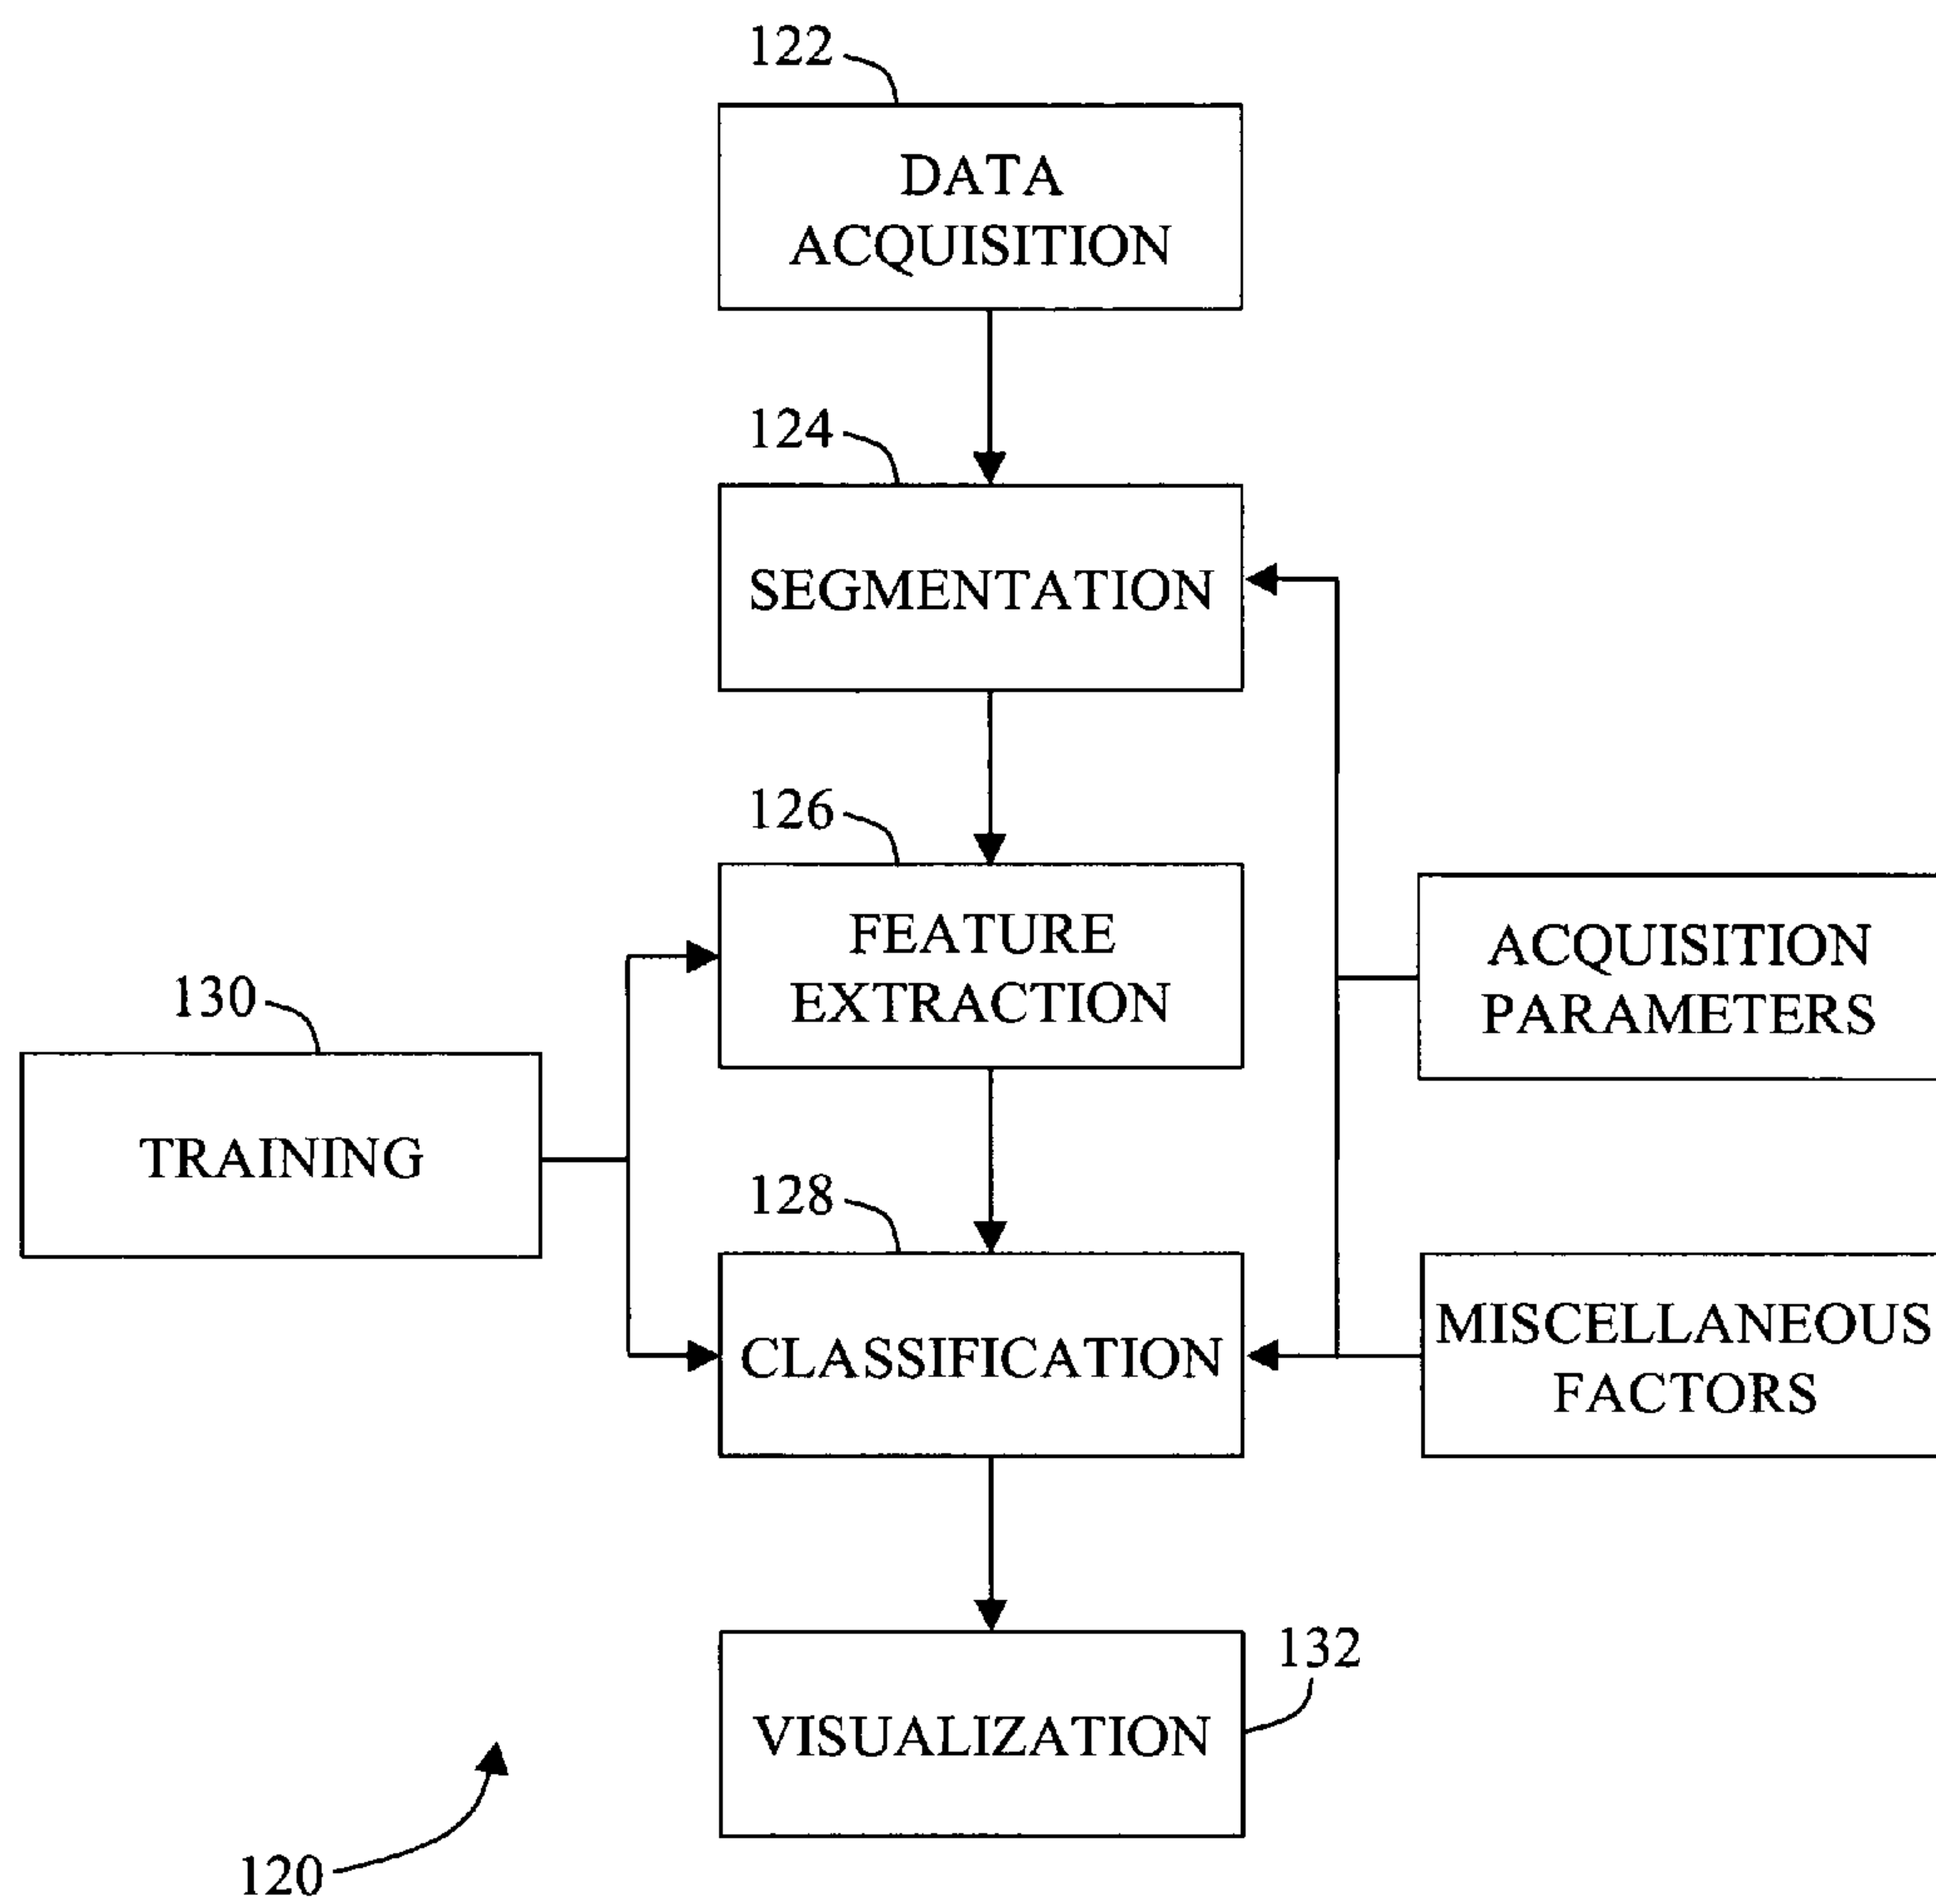 122
DATA
ACQUISITION
124
SEGMENTATION
126
FEATURE
EXTRACTION
ACQUISITION
PARAMETERS
130
TRAINING
128
CLASSIFICATION
MISCELLANEOUS
FACTORS
132
VISUALIZATION
120